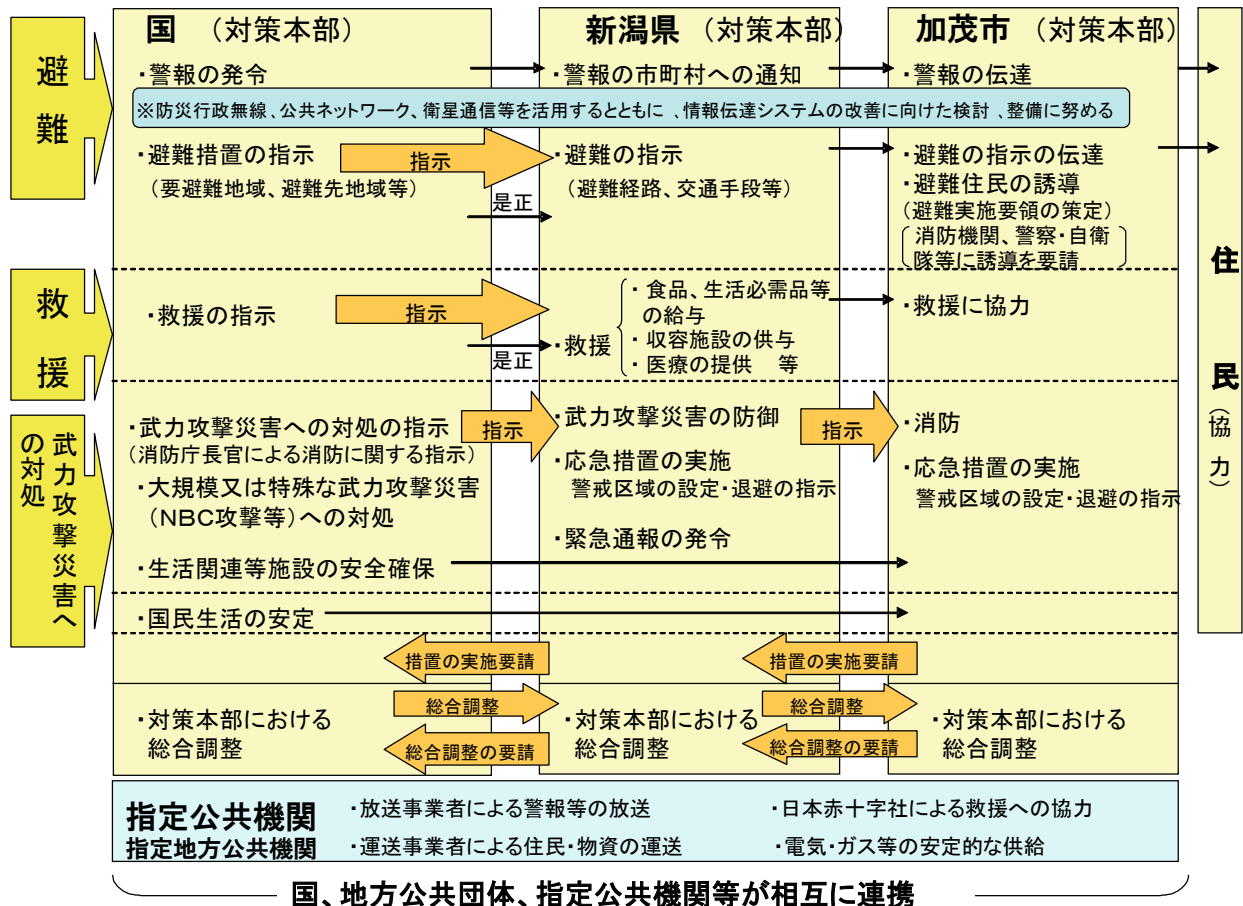 避難
国 （対策本部）
新潟県 （対策本部）
加茂市 （対策本部）
・警報の発令
・警報の市町村への通知
・警報の伝達
※防災行政無線、公共ネットワーク、衛星通信等を活用するとともに 、情報伝達システムの改善に向けた検討 、整備に努める
・避難措置の指示
（要避難地域、避難先地域等）
指示
是正
・避難の指示
（避難経路、交通手段等）
・避難の指示の伝達
・避難住民の誘導
（避難実施要領の策定）
消防機関、警察・自衛
隊等に誘導を要請
住民
（協力）
救援
・救援の指示
指示
是正
・救援
・食品、生活必需品等
の給与
・収容施設の供与
・医療の提供 等
・救援に協力
武力攻撃災害へ
の対処
・武力攻撃災害への対処の指示
（消防庁長官による消防に関する指示）
・大規模又は特殊な武力攻撃災害
（NBC攻撃等）への対処
・生活関連等施設の安全確保
指示
・武力攻撃災害の防御
・応急措置の実施
警戒区域の設定・退避の指示
・緊急通報の発令
指示
・消防
・応急措置の実施
警戒区域の設定・退避の指示
・国民生活の安定
措置の実施要請
措置の実施要請
・対策本部における
総合調整
総合調整
総合調整の要請
・対策本部における
総合調整
総合調整
総合調整の要請
・対策本部における
総合調整
指定公共機関
指定地方公共機関
・放送事業者による警報等の放送
・日本赤十字社による救援への協力
・運送事業者による住民・物資の運送
・電気・ガス等の安定的な供給
国、地方公共団体、指定公共機関等が相互に連携